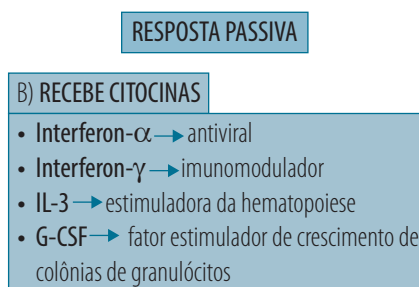 RESPOSTA PASSIVA
B) RECEBE CITOCINAS
• Interferon-α → antiviral
• Interferon-γ → imunomodulador
• IL-3 → estimuladora da hematopoiese
• G-CSF → fator estimulador de crescimento de
colônias de granulócitos